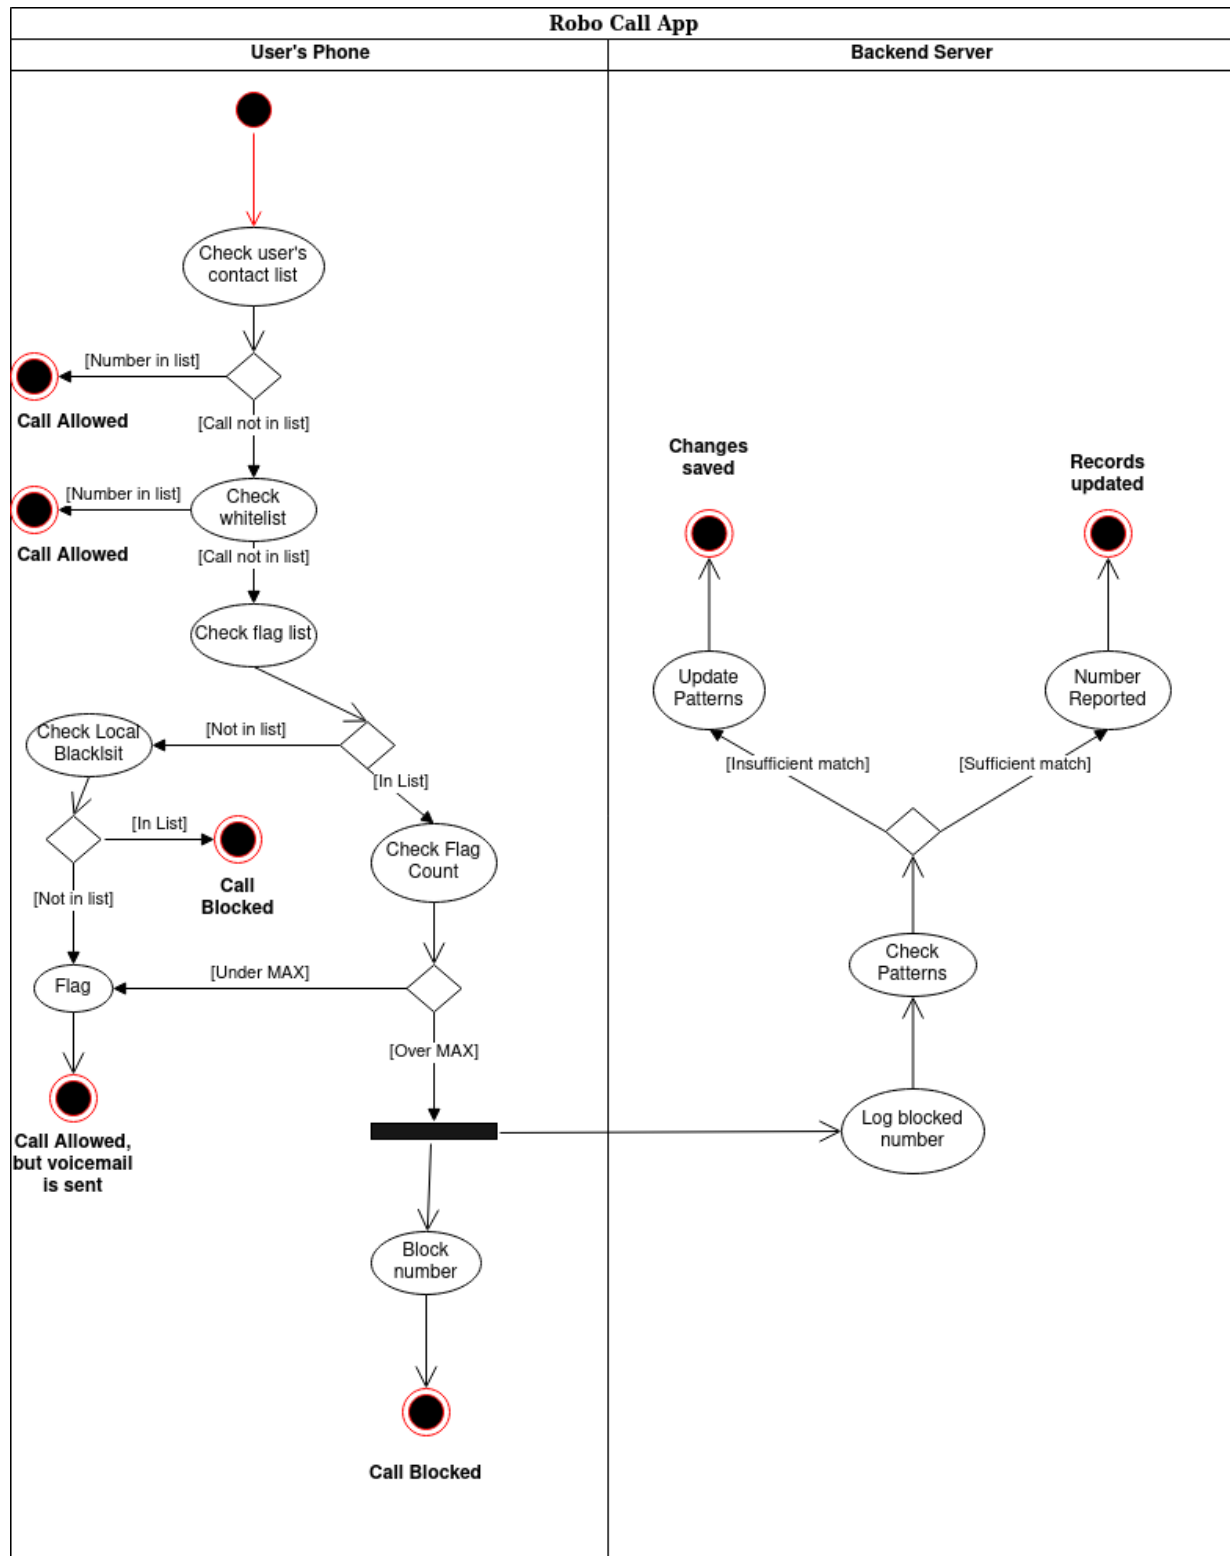 Robo Call App
User's Phone
Backend Server
Check user's
contact list
[Number in list]
Call Allowed
[Call not in list]
[Number in list]
Check
whitelist
Call Allowed
[Call not in list]
Check flag list
[Not in list]
Check Local
Blacklsit
[In List]
[In List]
Call
Blocked
Check Flag
Count
[Not in list]
[Under MAX]
Flag
[Over MAX]
Call Allowed,
but voicemail
is sent
Block
number
Call Blocked
Changes
saved
Records
updated
Update
Patterns
Number
Reported
[Insufficient match]
[Sufficient match]
Check
Patterns
Log blocked
number